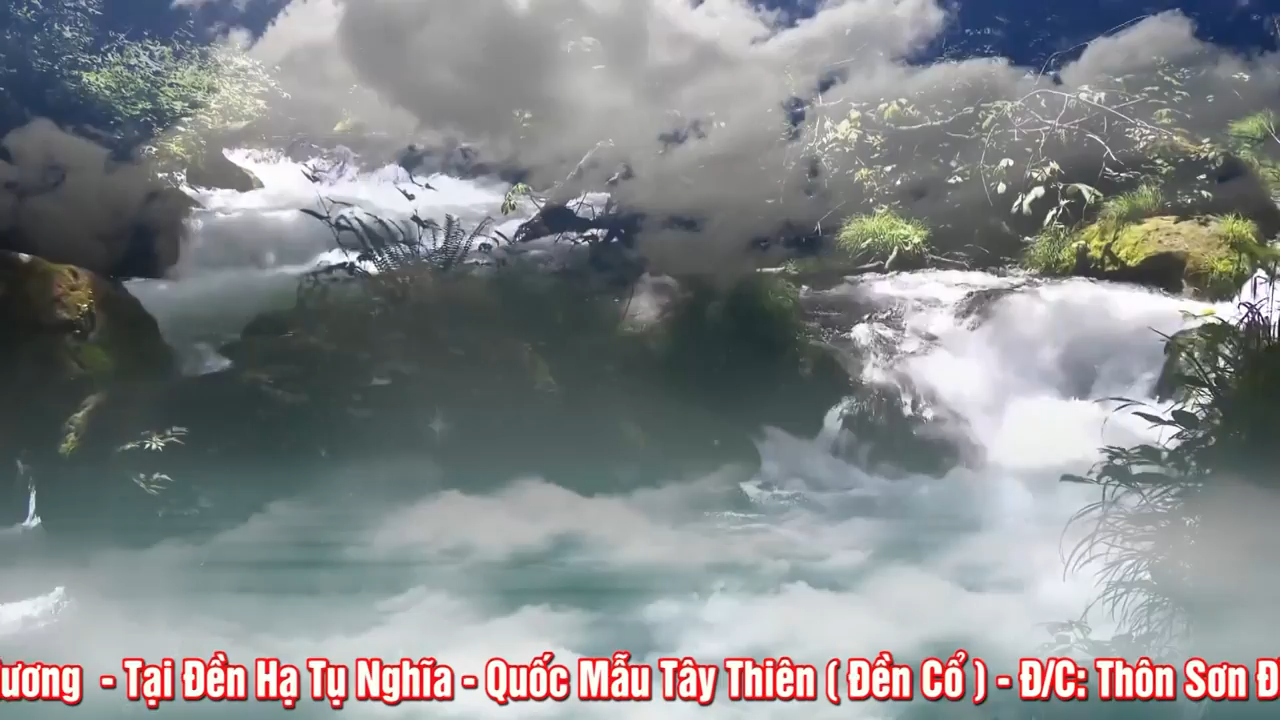 ương - Tại Đền Hạ Tụ Nghĩa - Quốc Mẫu Tây Thiên ( Đền Cổ ) - Đ/C: Thôn Sơn Đ